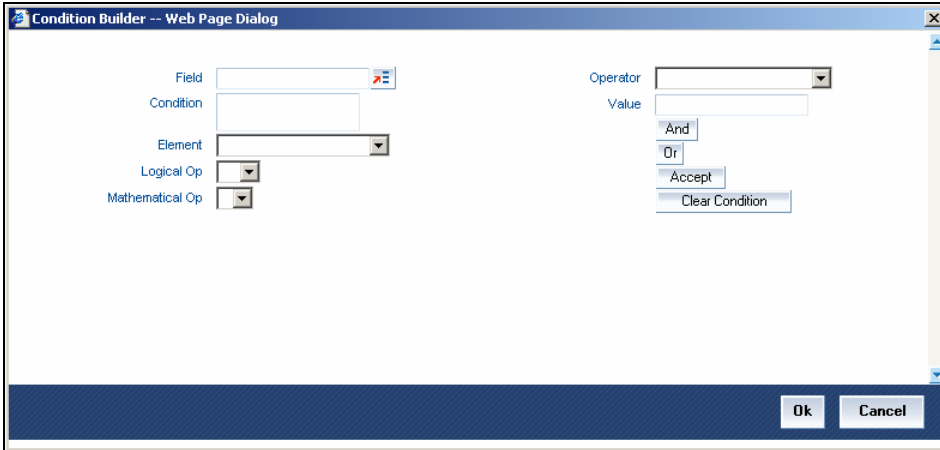 Condition Builder -- Web Page Dialog
Field
Operator
Condition
Value
And
Element
Or
Logical Op
Accept
Mathematical Op
Clear Condition
Ok
Cancel